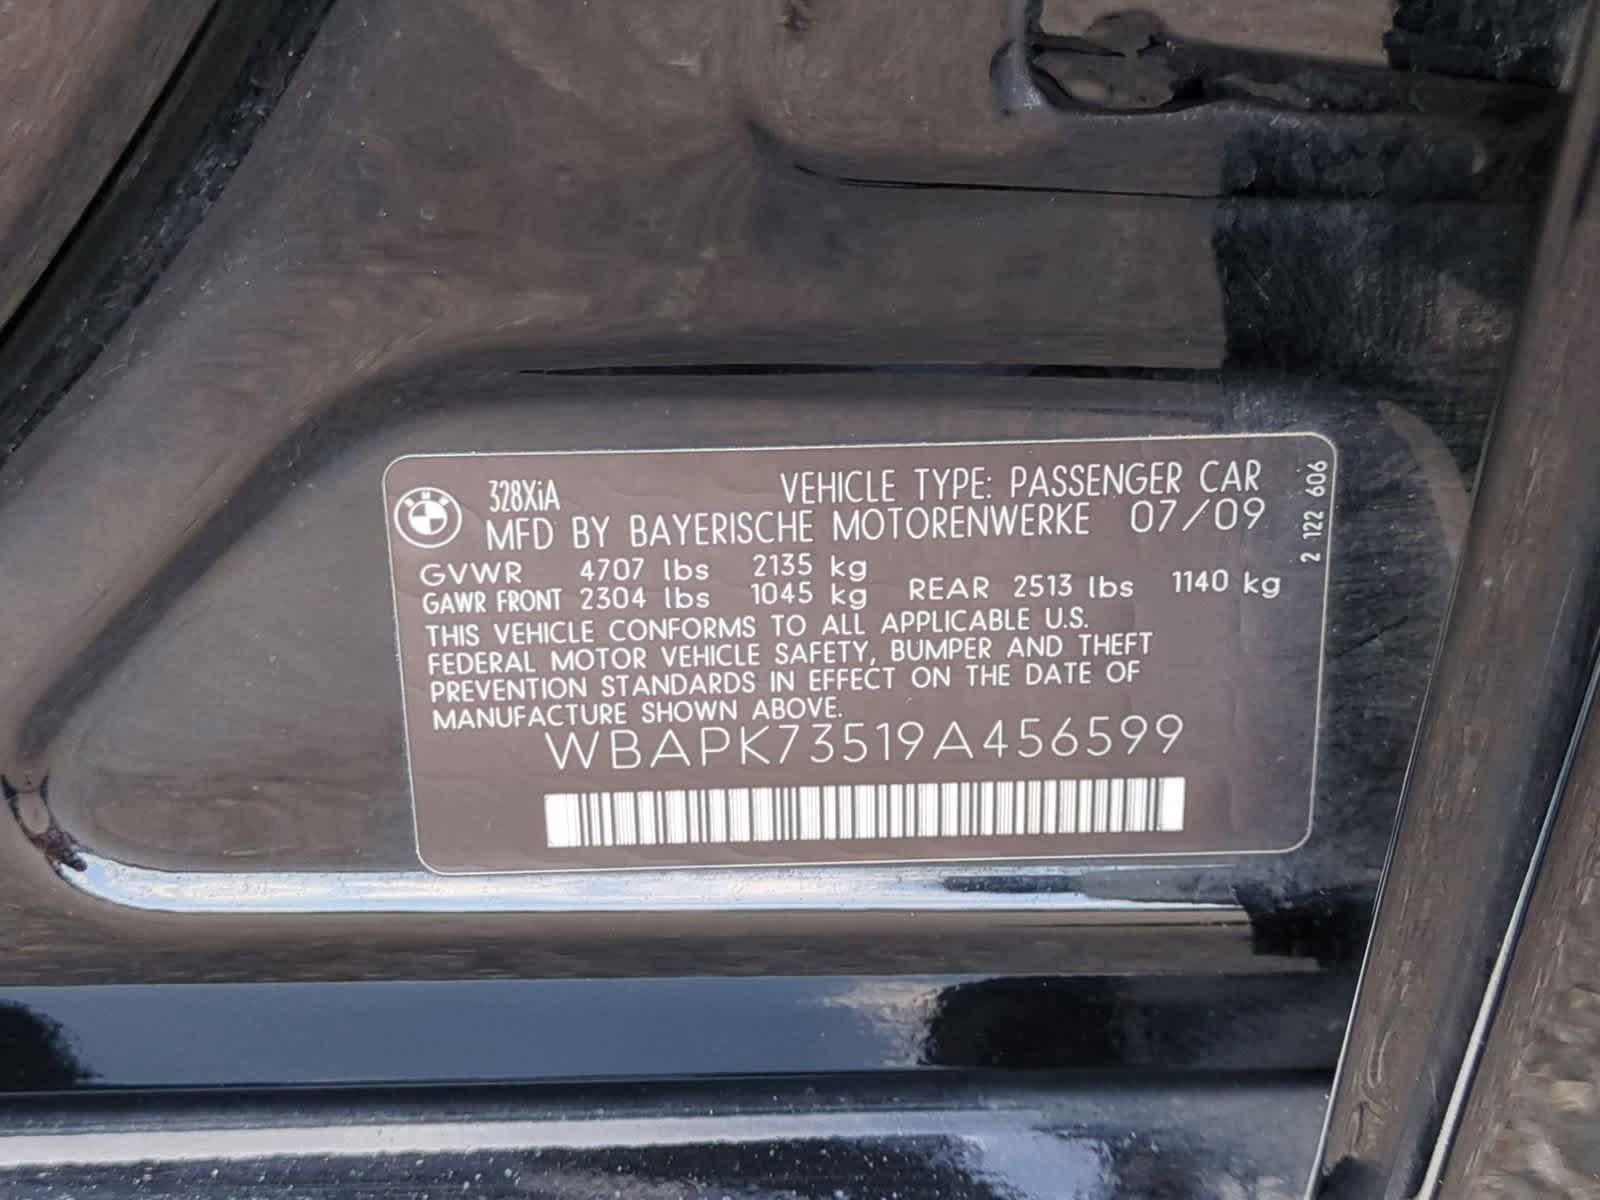 BMW
328XiA
VEHICLE TYPE: PASSENGER CAR
MFD BY BAYERISCHE MOTORENWERKE 07/09
GVWR 4707 lbs 2135 kg
GAWR FRONT 2304 lbs 1045 kg REAR 2513 lbs 1140 kg
THIS VEHICLE CONFORMS TO ALL APPLICABLE U.S.
FEDERAL MOTOR VEHICLE SAFETY, BUMPER AND THEFT
PREVENTION STANDARDS IN EFFECT ON THE DATE OF
MANUFACTURE SHOWN ABOVE.
WBAPK73519A456599
2 122 606